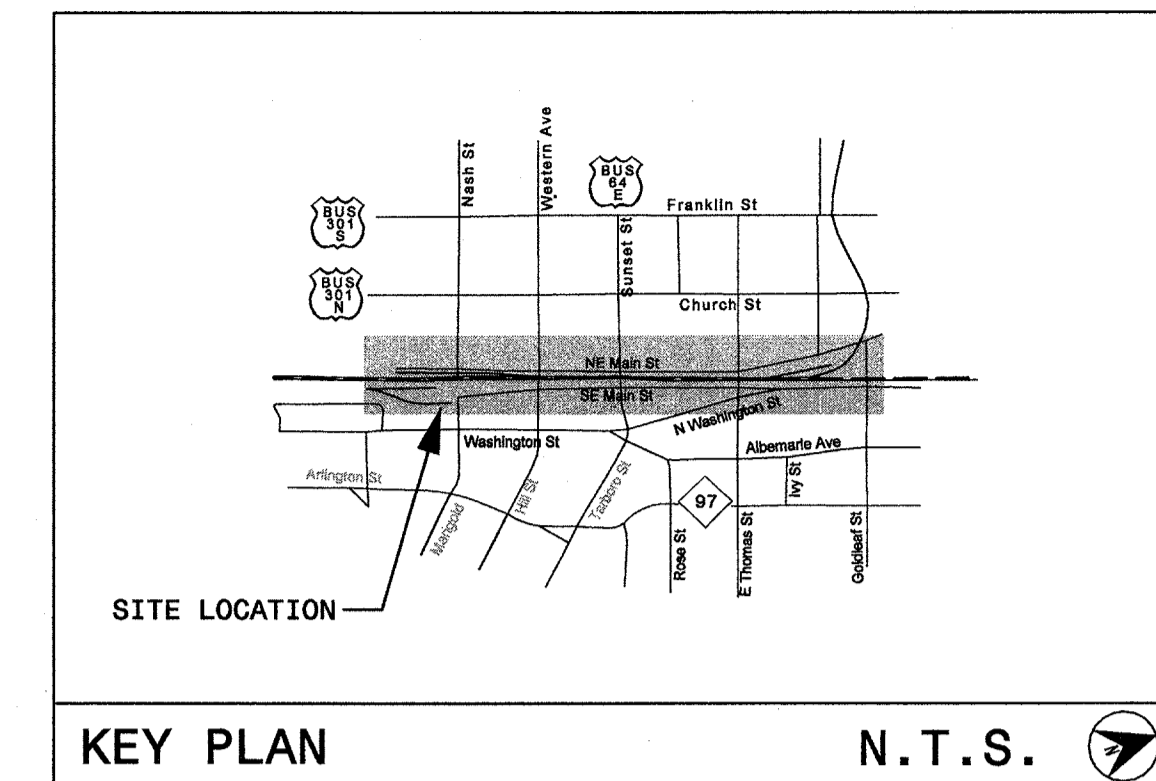 Nash St
Western Ave
BUS
64
E
BUS
301
S
Sunset St
Franklin St
BUS
301
N
Church St
NE Main St
SE Main St
N Washington St
Washington St
Albemarle Ave
Arlington St
Marigold
Hill St
Tarboro St
Ivy St
97
Rose St
E Thomas St
Goldleaf St
SITE LOCATION
KEY PLAN
N.T.S.
N